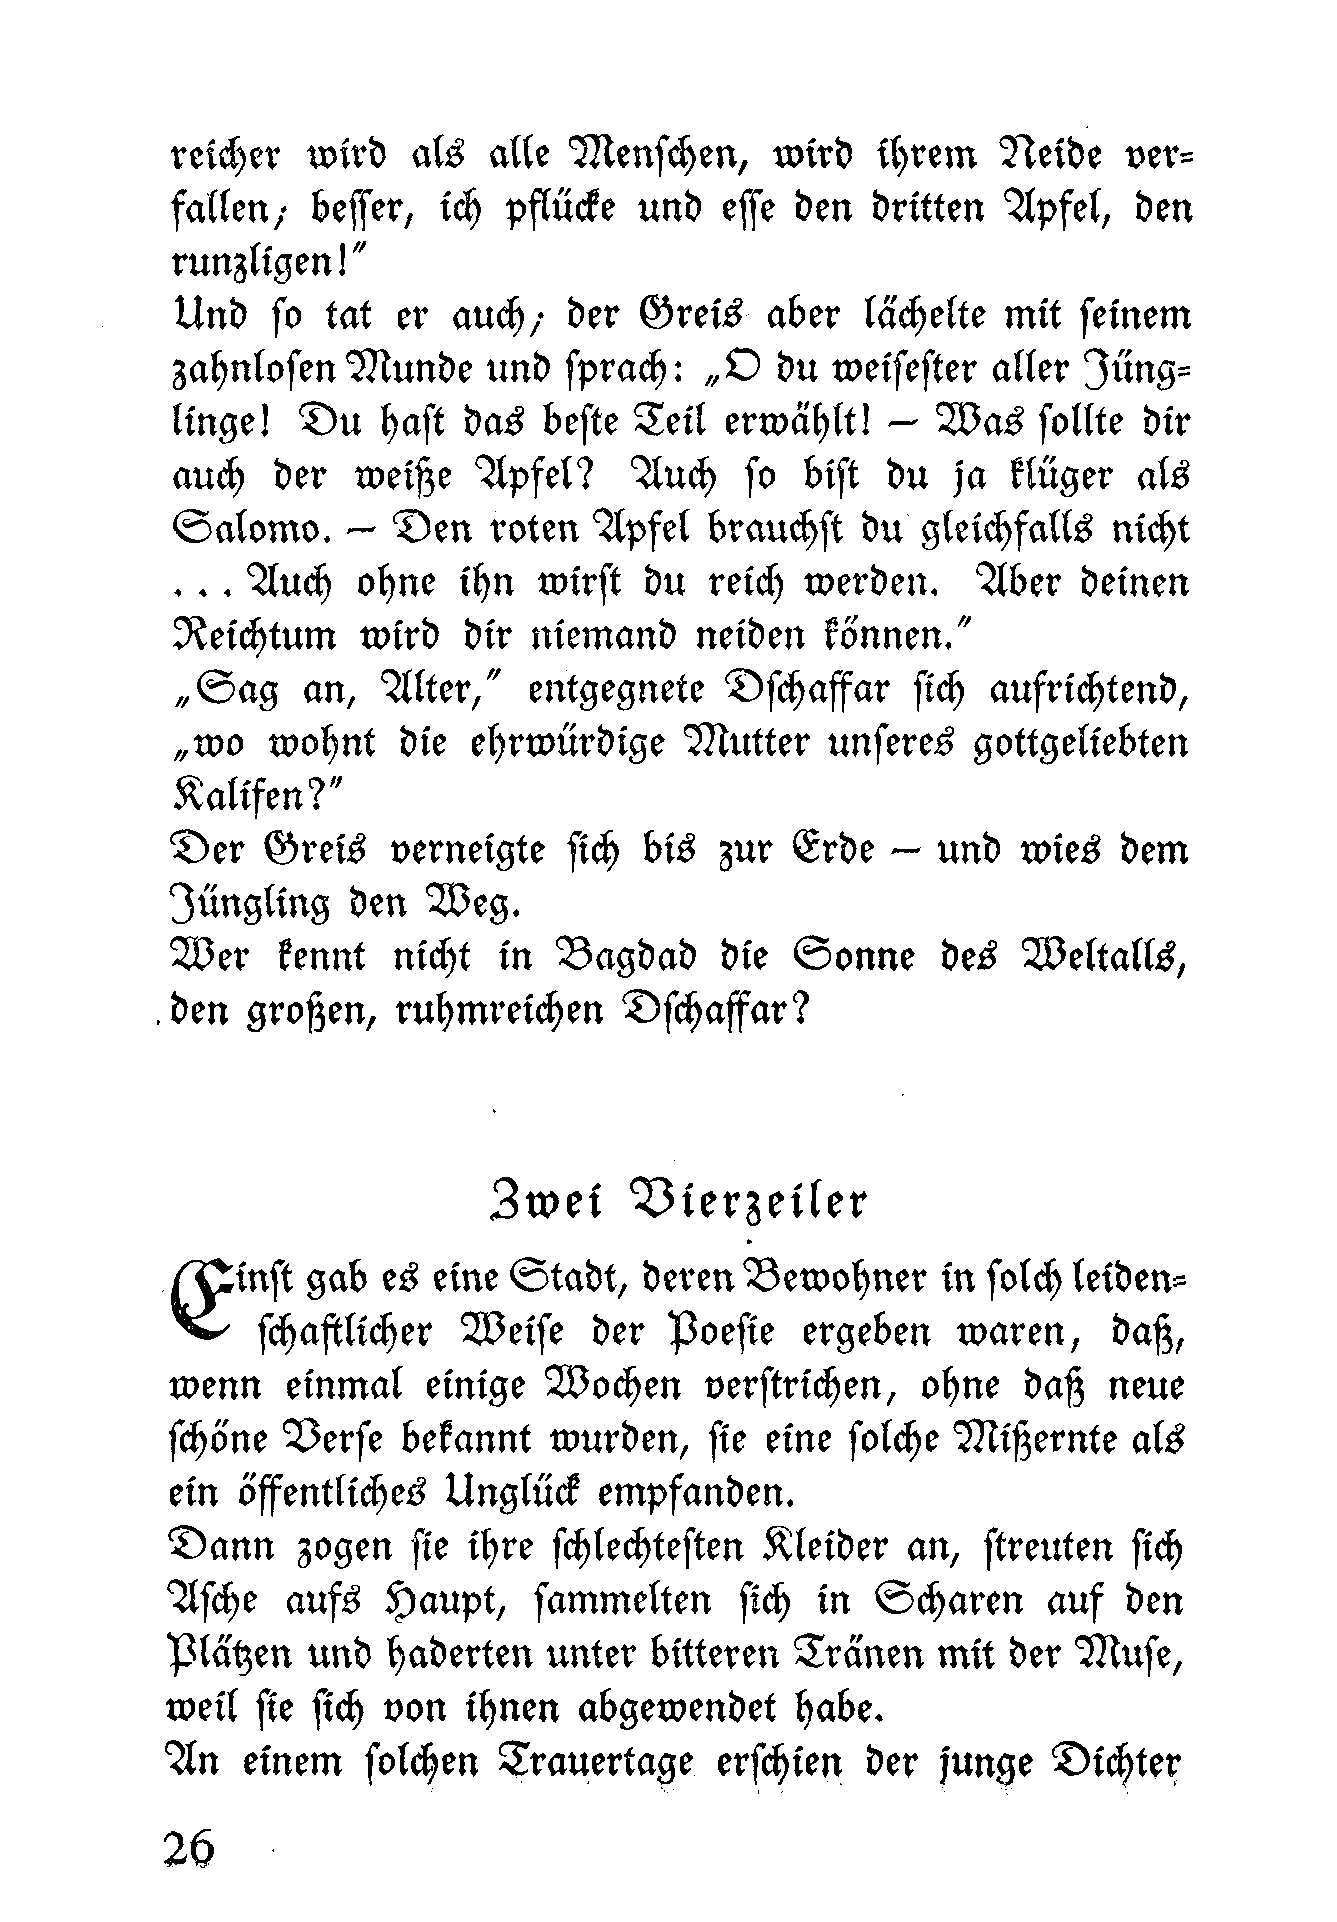 reicher wird als alle Menschen, wird ihrem Neide ver-
fallen; besser, ich pflücke und esse den dritten Apfel, den
runzligen!"
Und so tat er auch; der Greis aber lächelte mit seinem
zahnlosen Munde und sprach: „O du weisester aller Jüng-
linge! Du hast das beste Teil erwählt! — Was sollte dir
auch der weiße Apfel? Auch so bist du ja klüger als
Salomo. — Den roten Apfel brauchst du gleichfalls nicht
... Auch ohne ihn wirst du reich werden. Aber deinen
Reichtum wird dir niemand neiden können."
„Sag an, Alter," entgegnete Dschaffar sich aufrichtend,
„wo wohnt die ehrwürdige Mutter unseres gottgeliebten
Kalifen?"
Der Greis verneigte sich bis zur Erde — und wies dem
Jüngling den Weg.
Wer kennt nicht in Bagdad die Sonne des Weltalls,
den großen, ruhmreichen Dschaffar?
Zwei Vierzeiler
Einst gab es eine Stadt, deren Bewohner in solch leiden-
schaftlicher Weise der Poesie ergeben waren, daß,
wenn einmal einige Wochen verstrichen, ohne daß neue
schöne Verse bekannt wurden, sie eine solche Mißernte als
ein öffentliches Unglück empfanden.
Dann zogen sie ihre schlechtesten Kleider an, streuten sich
Asche aufs Haupt, sammelten sich in Scharen auf den
Plätzen und haderten unter bitteren Tränen mit der Muse,
weil sie sich von ihnen abgewendet habe.
An einem solchen Trauertage erschien der junge Dichter
26